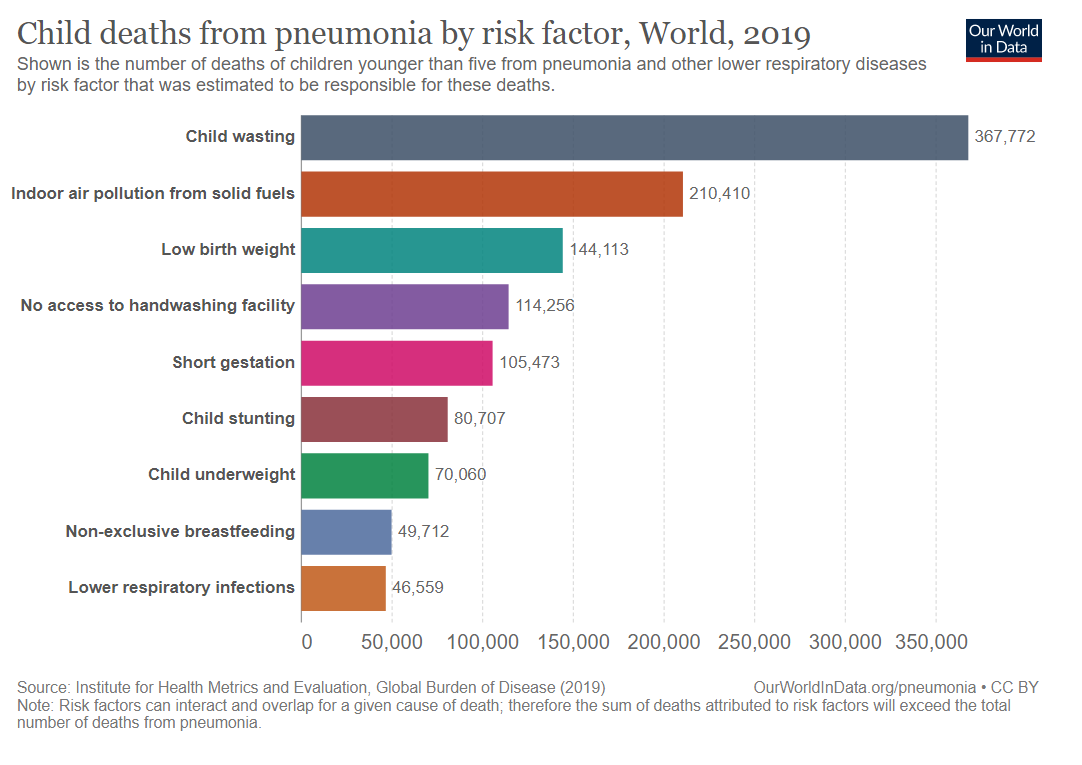 Child deaths from pneumonia by risk factor, World, 2019
Our World
in Data
Shown is the number of deaths of children younger than five from pneumonia and other lower respiratory diseases
by risk factor that was estimated to be responsible for these deaths.
Child wasting 367,772
Indoor air pollution from solid fuels 210,410
Low birth weight 144,113
No access to handwashing facility 114,256
Short gestation 105,473
Child stunting 80,707
Child underweight 70,060
Non-exclusive breastfeeding 49,712
Lower respiratory infections 46,559
0 50,000 100,000 150,000 200,000 250,000 300,000 350,000
Source: Institute for Health Metrics and Evaluation, Global Burden of Disease (2019) OurWorldInData.org/pneumonia • CC BY
Note: Risk factors can interact and overlap for a given cause of death; therefore the sum of deaths attributed to risk factors will exceed the total
number of deaths from pneumonia.